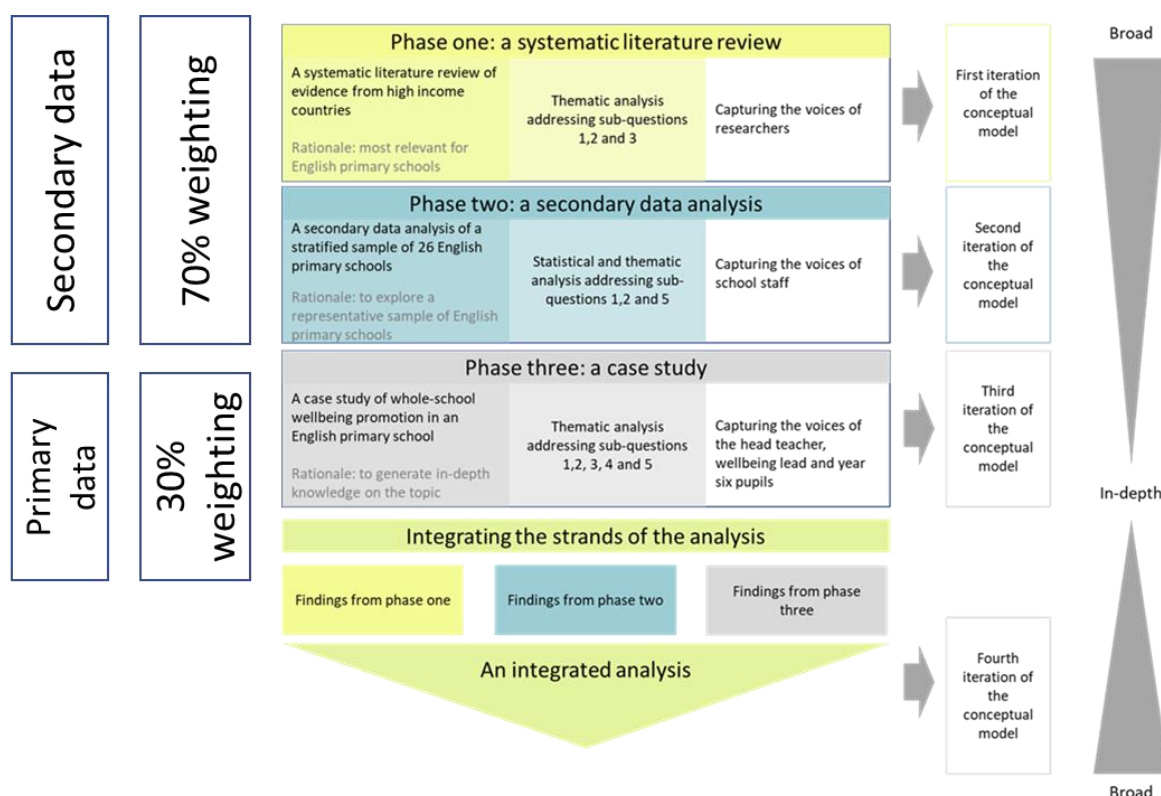 Secondary data
70% weighting
Phase one: a systematic literature review
A systematic literature review of
evidence from high income
countries
Rationale: most relevant for
English primary schools
Thematic analysis
addressing sub-questions
1,2 and 3
Capturing the voices of
researchers
First iteration
of the
conceptual
model
Broad
Phase two: a secondary data analysis
A secondary data analysis of a
stratified sample of 26 English
primary schools
Rationale: to explore a
representative sample of English
primary schools
Statistical and thematic
analysis addressing sub-
questions 1,2 and 5
Capturing the voices of
school staff
Second
iteration of
the
conceptual
model
Primary
data
30%
weighting
Phase three: a case study
A case study of whole-school
wellbeing promotion in an
English primary school
Rationale: to generate in-depth
knowledge on the topic
Thematic analysis
addressing sub-questions
1,2, 3, 4 and 5
Capturing the voices of
the head teacher,
wellbeing lead and year
six pupils
Third
iteration of
the
conceptual
model
In-depth
Integrating the strands of the analysis
Findings from phase one
Findings from phase two
Findings from phase
three
An integrated analysis
Fourth
iteration of
the
conceptual
model
Broad